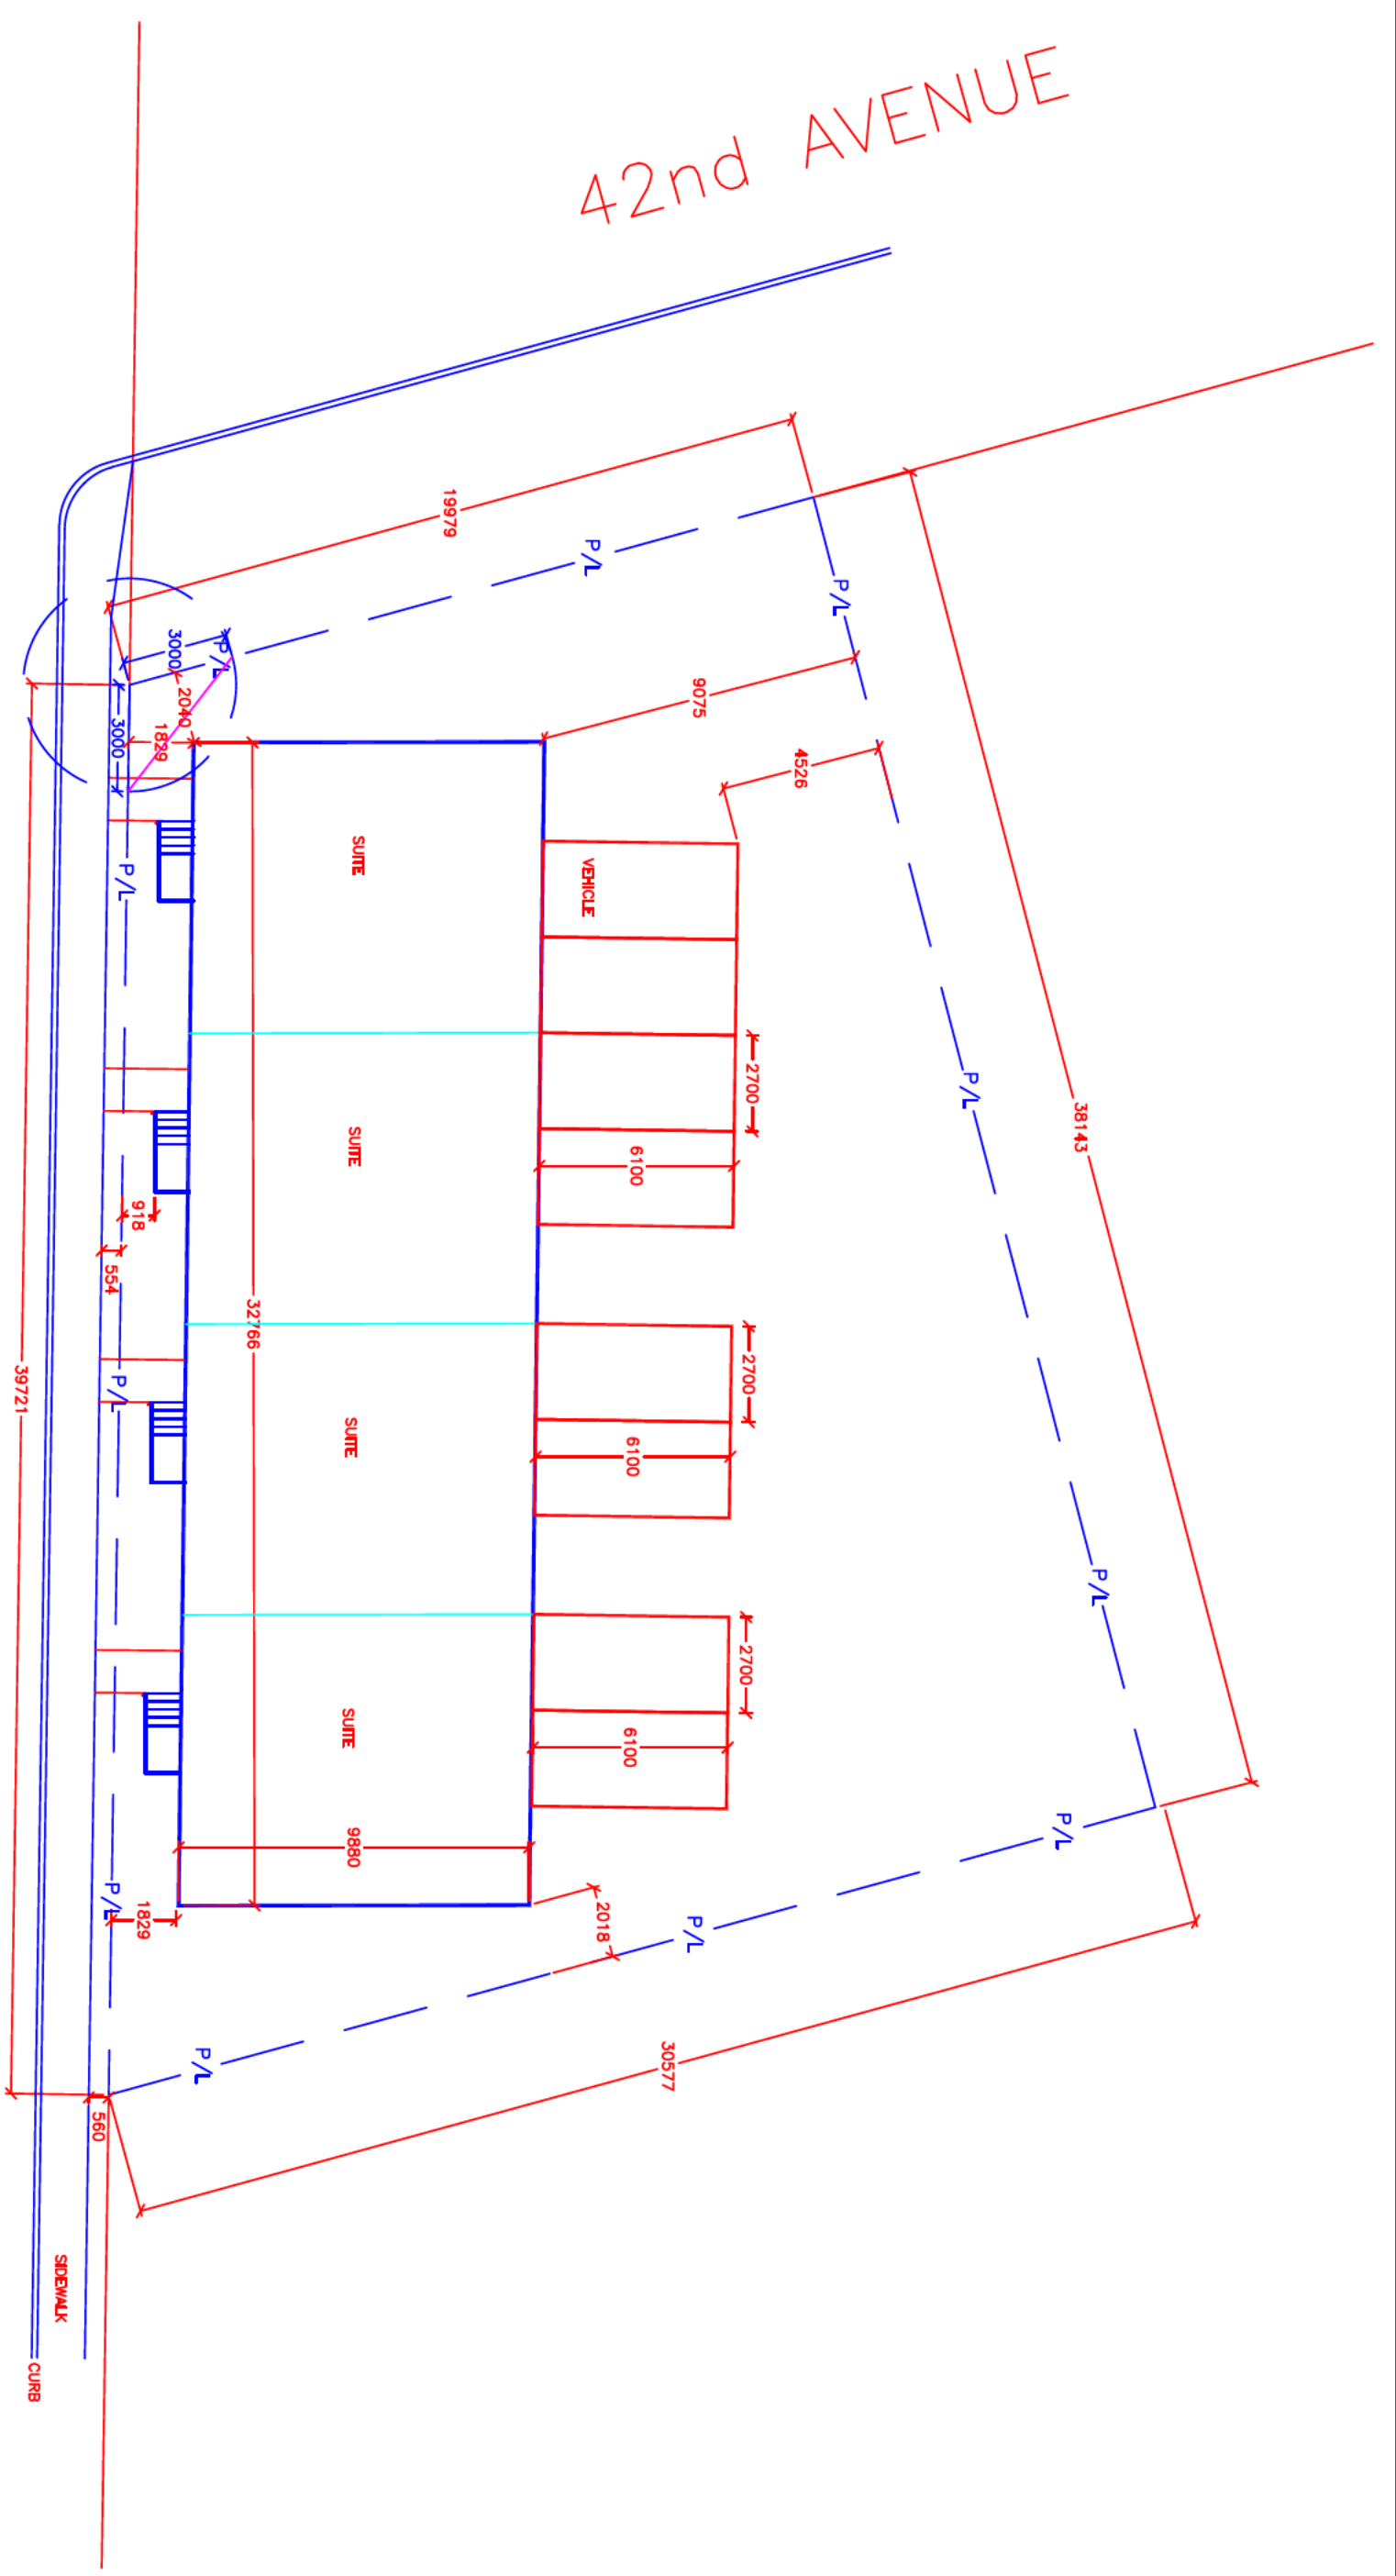 42nd AVENUE
19979
P/L
P/L
9075
4526
3000
P/L
2040
3000
1829
P/L
SUITE
VEHICLE
2700
6100
38143
P/L
SUITE
918
554
32766
39721
P/L
2700
6100
SUITE
P/L
2700
6100
SUITE
P/L
9880
P/L
1829
2018
P/L
P/L
30577
560
SIDEWALK
CURB